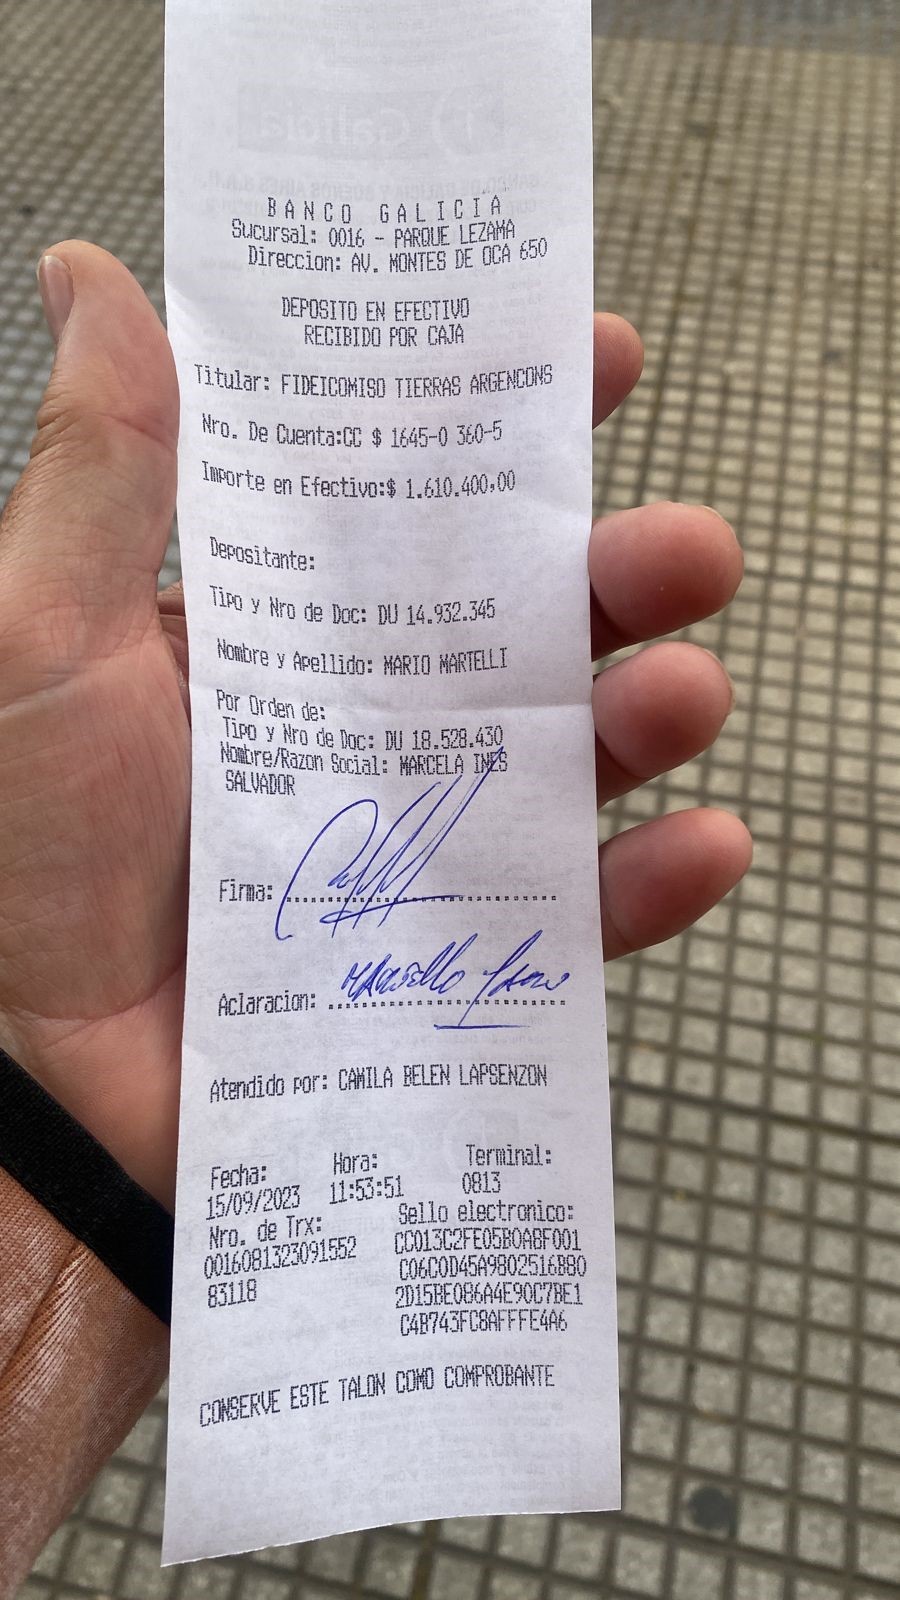 BANCO GALICIA
Sucursal: 0016 - PARQUE LEZAMA
Direccion: AV. MONTES DE OCA 650
DEPOSITO EN EFECTIVO
RECIBIDO POR CAJA
Titular: FIDEICOMISO TIERRAS ARGENCONS
Nro. De Cuenta:CC $ 1645-0 360-5
Importe en Efectivo:$ 1.610.400,00
Depositante:
Tipo y Nro de Doc: DU 14.932.345
Nombre y Apellido: MARIO MARTELLI
Por Orden de:
Tipo y Nro de Doc: DU 18.528.430
Nombre/Razon Social: MARCELA INES
SALVADOR
Firma:
Aclaracion:
Atendido por: CAMILA BELEN LAPSENZON
Fecha: Hora: Terminal:
15/09/2023 11:53:51 0813
Nro. de Trx: Sello electronico:
0016081323091552 CC013C2FE05B0ABF001
83118 C06C0D45A9802516B80
2D15BE086A4E90C7BE1
C4B743FC8AFFFE4A6
CONSERVE ESTE TALON COMO COMPROBANTE